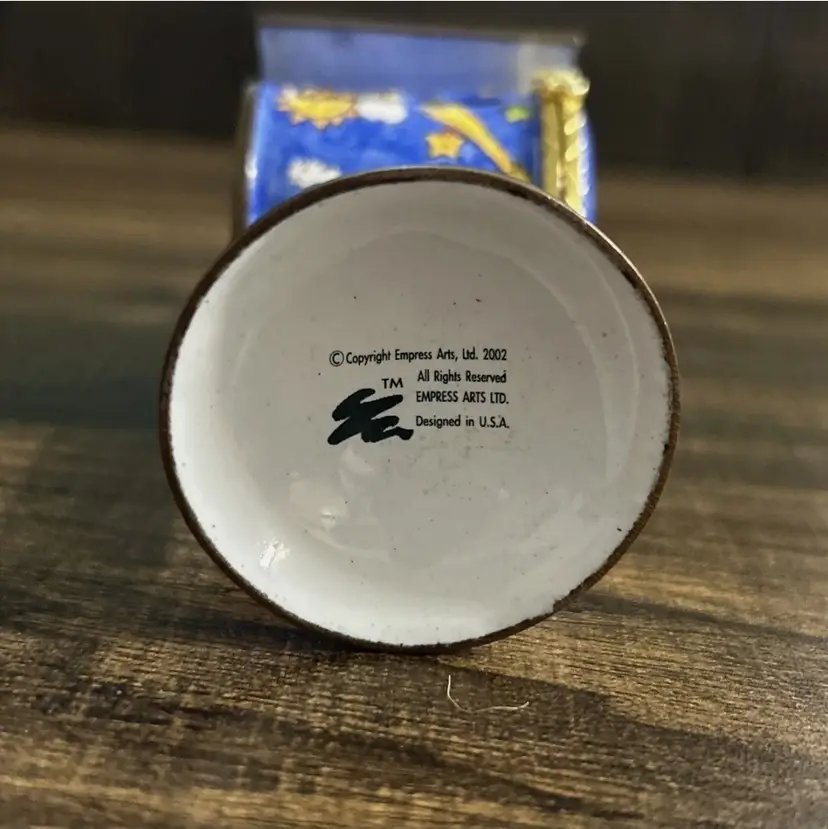 ©Copyright Empress Arts, Ltd. 2002
TM All Rights Reserved
EMPRESS ARTS LTD.
Designed in U.S.A.